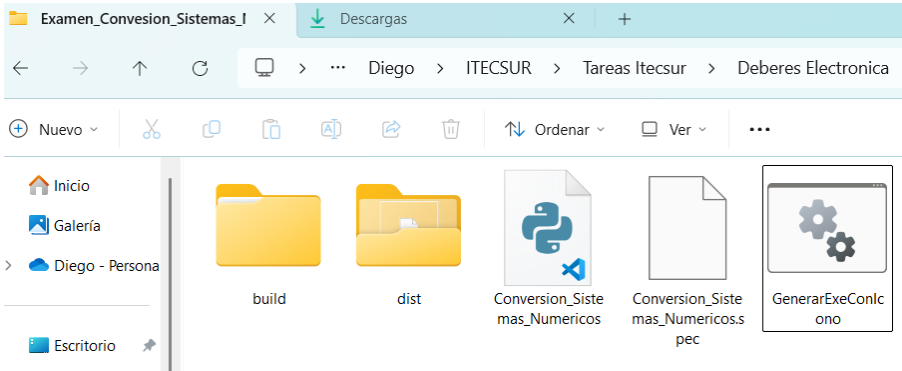 Examen_Convesion_Sistemas_I
Descargas
Diego
ITECSUR
Tareas Itecsur
Deberes Electronica
Nuevo
Ordenar
Ver
Inicio
Galería
Diego - Persona
Escritorio
build
dist
Conversion_Siste
mas_Numericos
Conversion_Siste
mas_Numericos.s
pec
GenerarExeConIc
ono